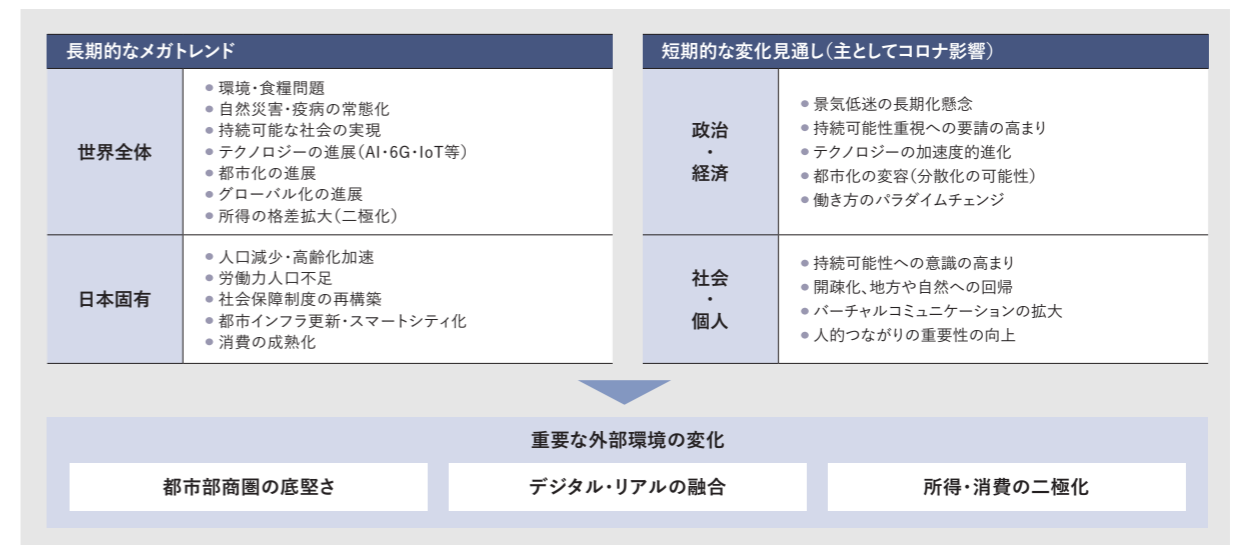 長期的なメガトレンド
世界全体
● 環境・食糧問題
● 自然災害・疫病の常態化
● 持続可能な社会の実現
● テクノロジーの進展(AI・6G・IoT等)
● 都市化の進展
● グローバル化の進展
● 所得の格差拡大(二極化)
日本固有
● 人口減少・高齢化加速
● 労働力人口不足
● 社会保障制度の再構築
● 都市インフラ更新・スマートシティ化
● 消費の成熟化
短期的な変化見通し(主としてコロナ影響)
政治
・
経済
● 景気低迷の長期化懸念
● 持続可能性重視への要請の高まり
● テクノロジーの加速度的進化
● 都市化の変容(分散化の可能性)
● 働き方のパラダイムチェンジ
社会
・
個人
● 持続可能性への意識の高まり
● 開疎化、地方や自然への回帰
● バーチャルコミュニケーションの拡大
● 人的つながりの重要性の向上
重要な外部環境の変化
都市部商圏の底堅さ
デジタル・リアルの融合
所得・消費の二極化